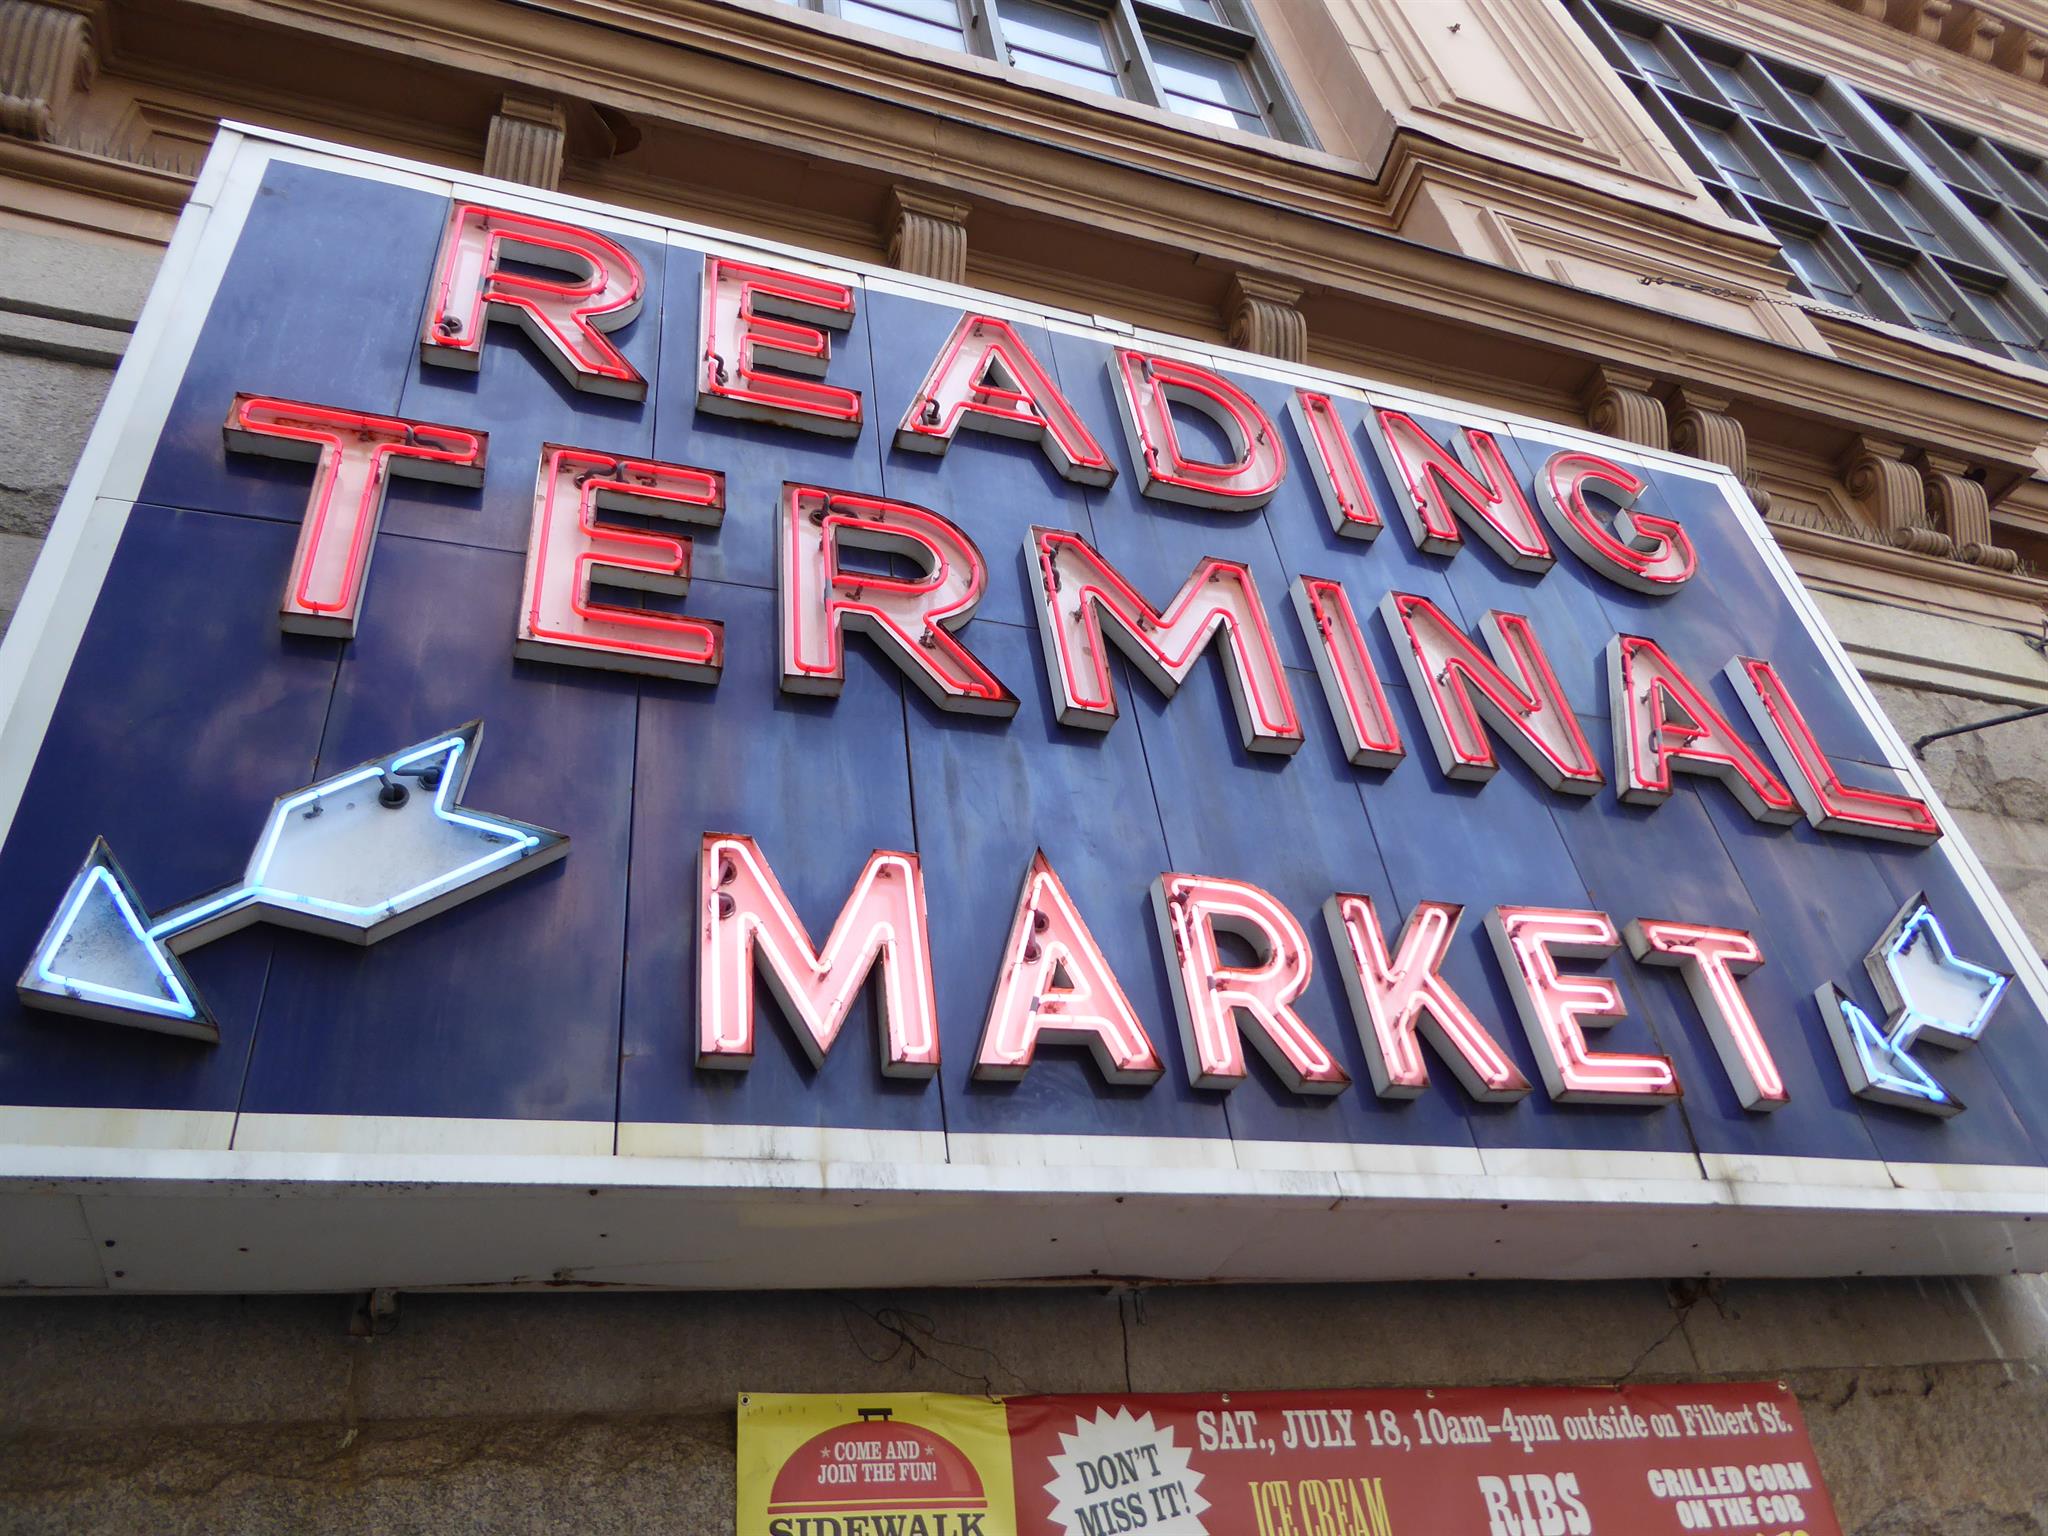 READING
TERMINAL
MARKET
COME AND
JOIN THE FUN!
SIDEWALK
DON'T
MISS IT!
SAT., JULY 18, 10am–4pm outside on Filbert St.
ICE CREAM
RIBS
GRILLED CORN
ON THE COB